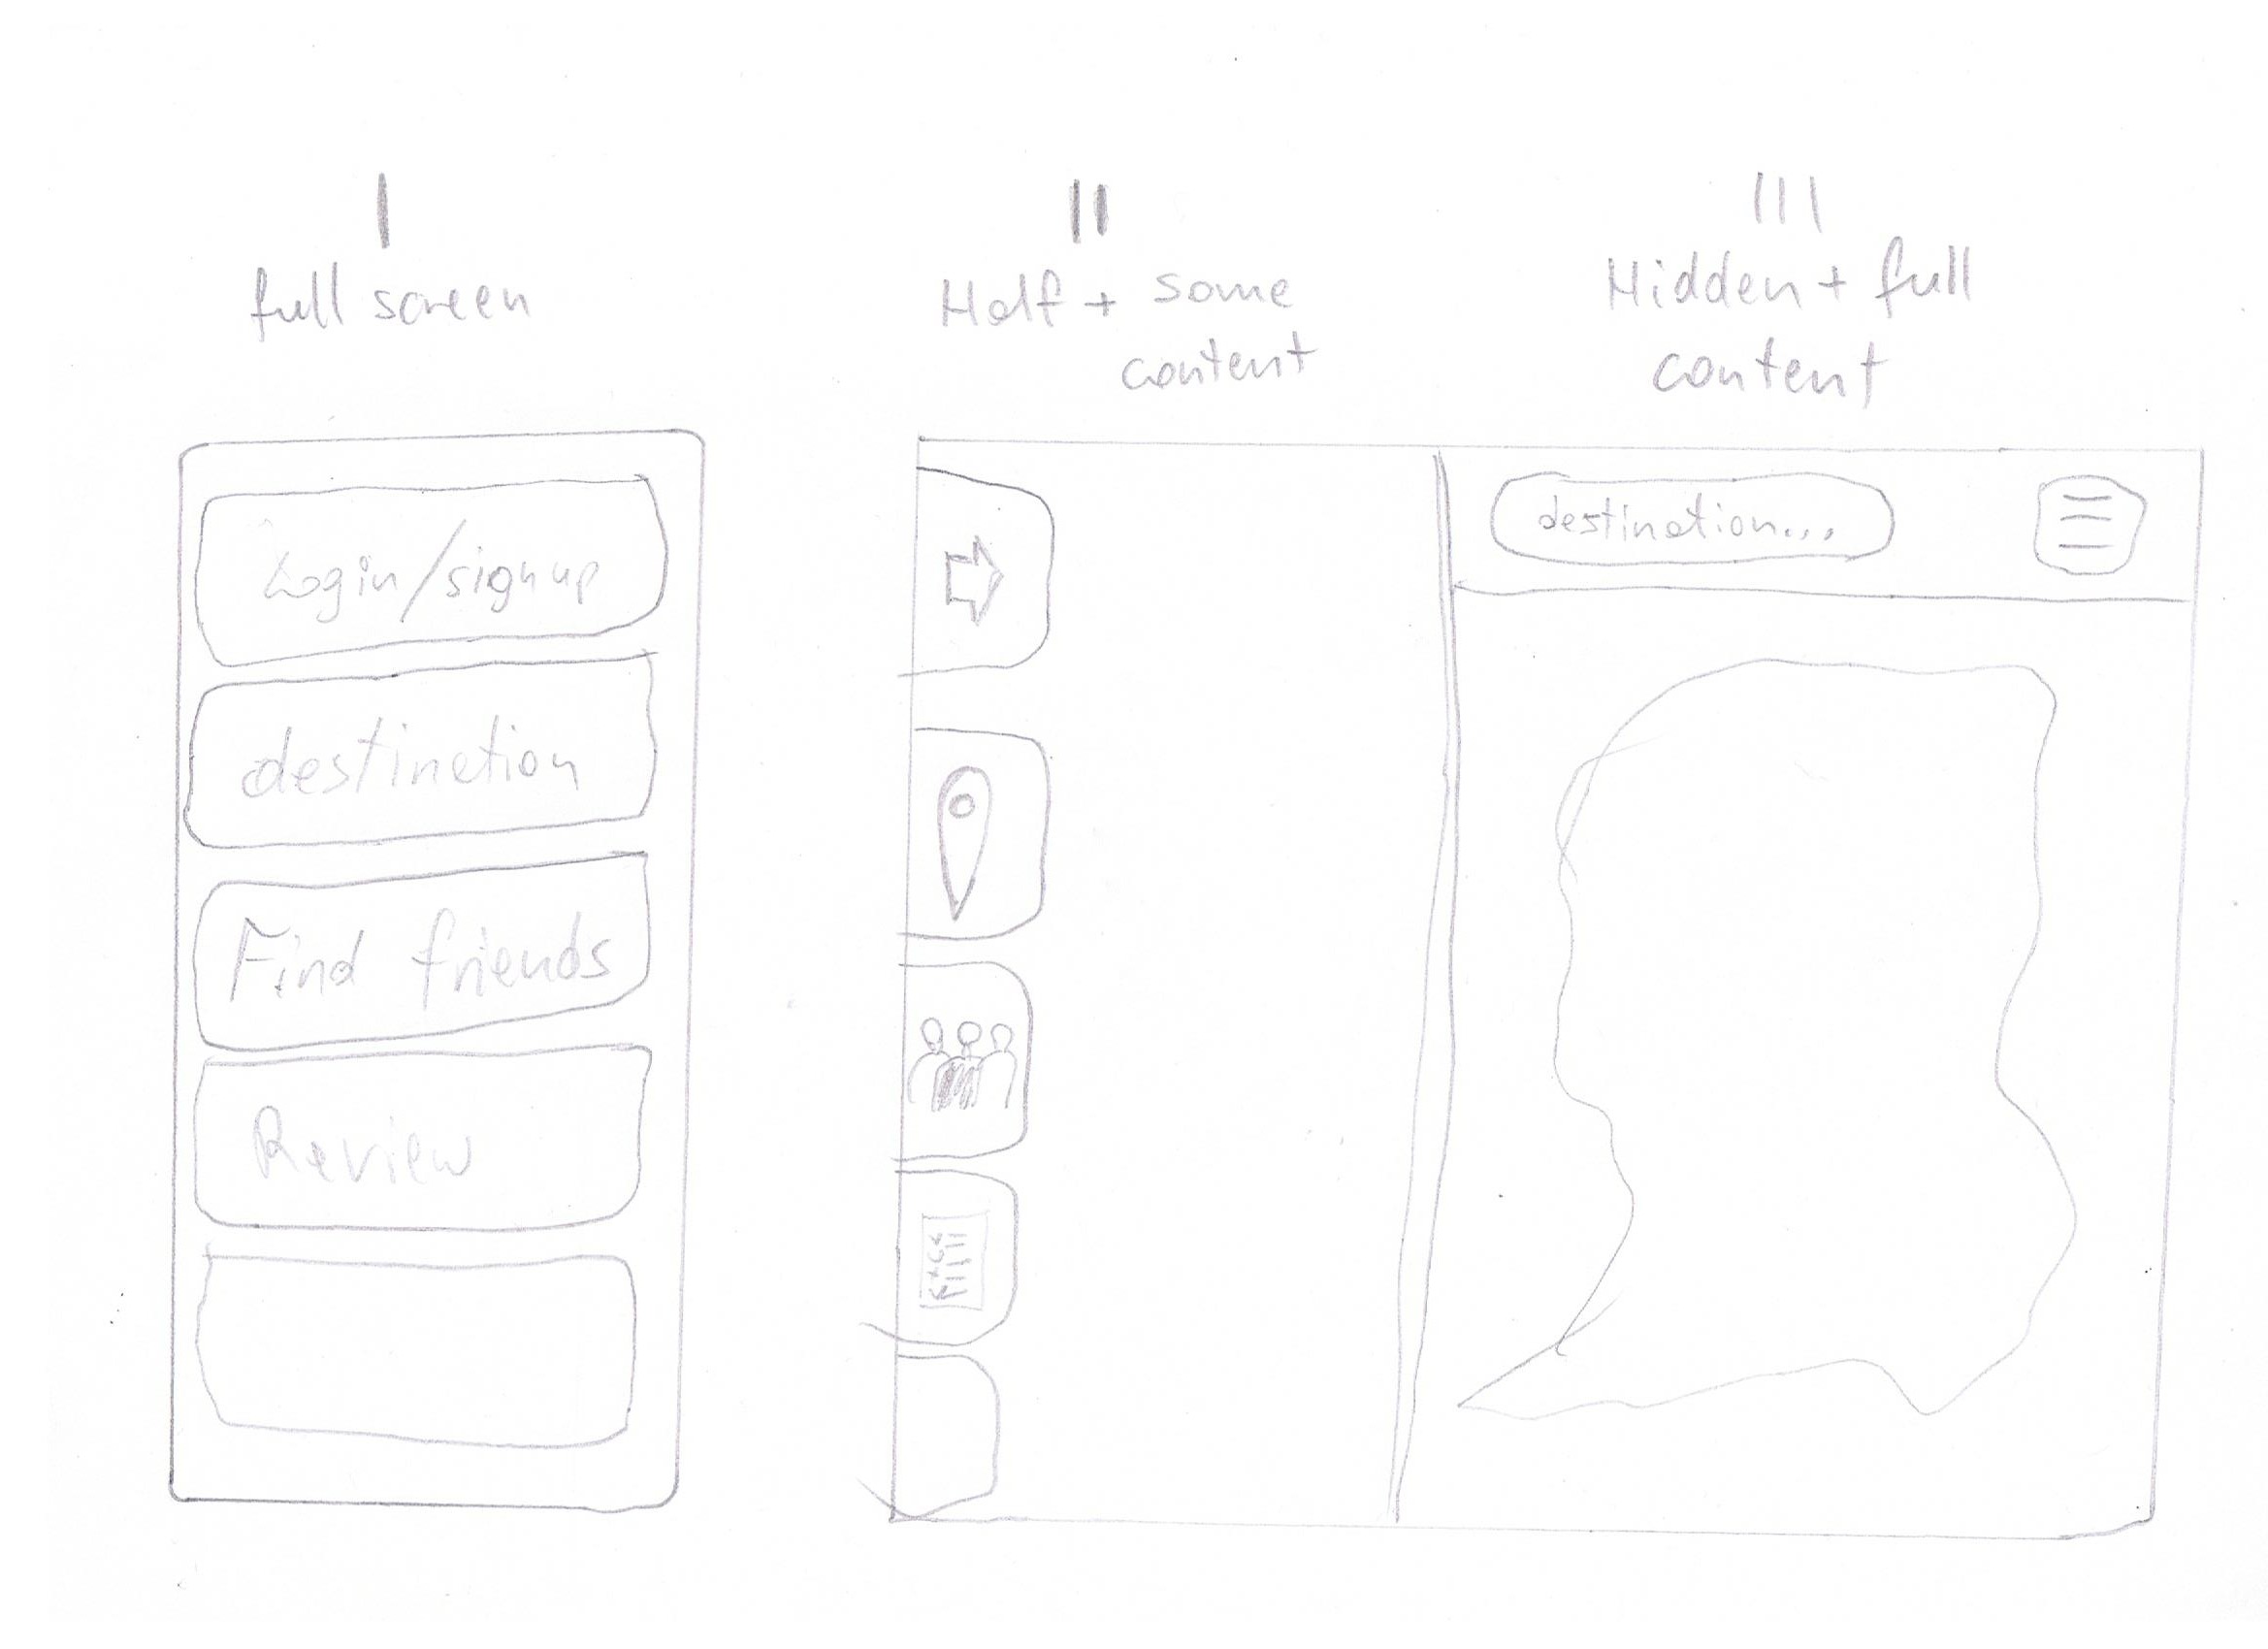 I
full screen
II
Half + some
content
III
Hidden + full
content
Login/signup
destination
Find friends
Review
destination...